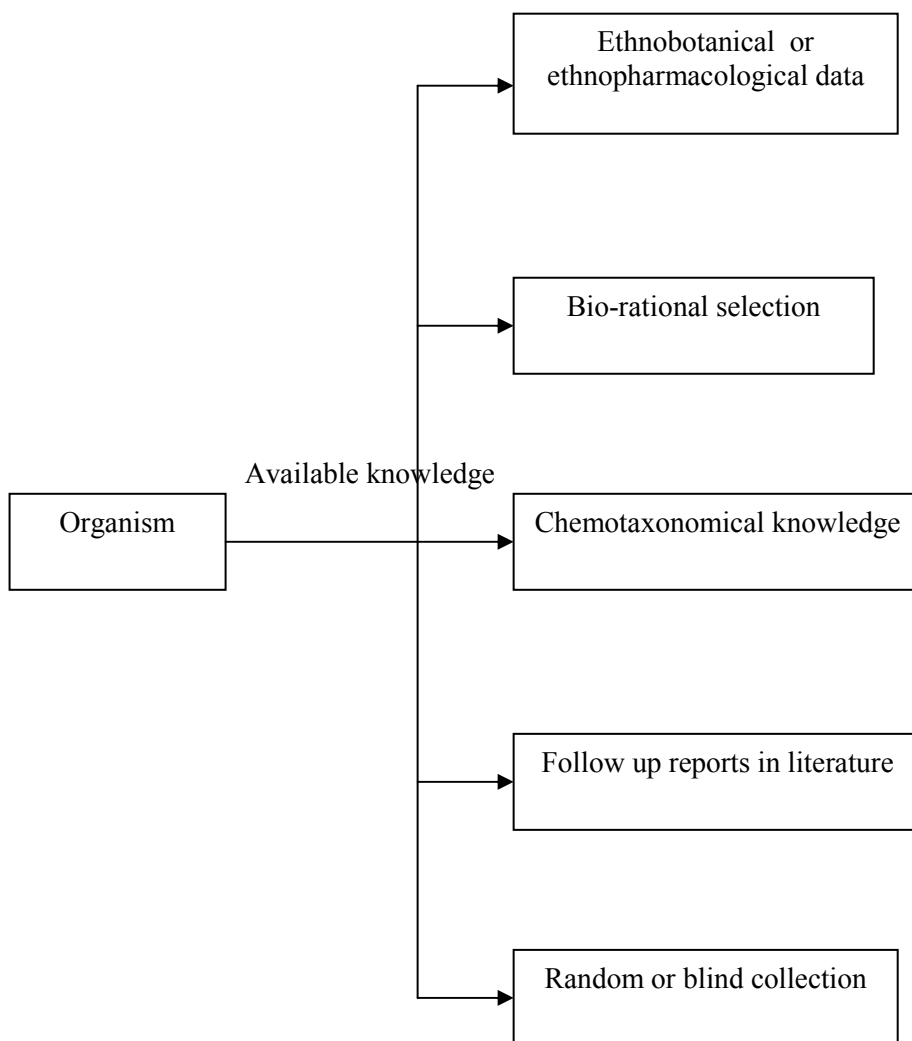 Ethnobotanical or
ethnopharmacological data
Bio-rational selection
Available knowledge
Organism
Chemotaxonomical knowledge
Follow up reports in literature
Random or blind collection